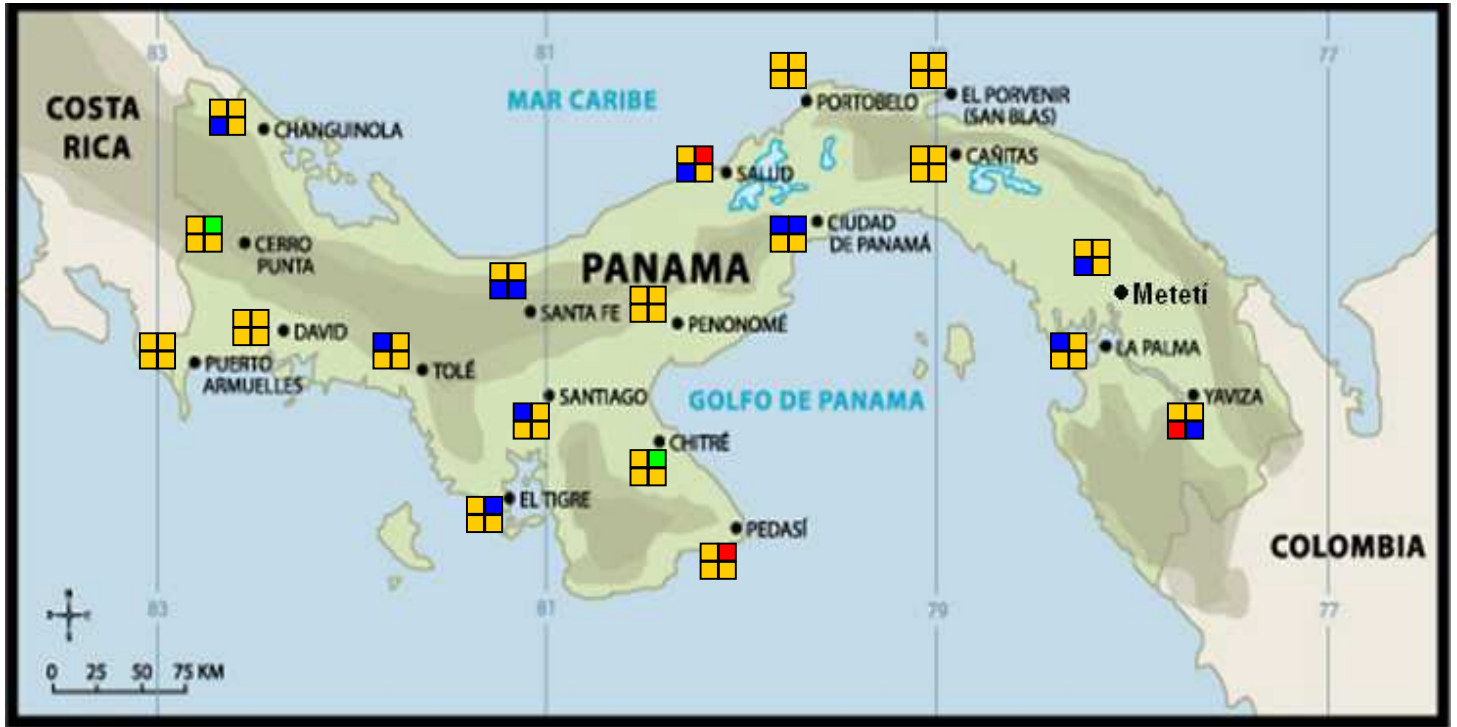 83
81
79
77
COSTA
RICA
MAR CARIBE
PORTOBELO
EL PORVENIR
(SAN BLAS)
CHANGUINOLA
SALUD
CAÑITAS
CERRO
PUNTA
CIUDAD
DE PANAMÁ
PANAMA
Metetí
SANTA FE
PENONOMÉ
DAVID
LA PALMA
PUERTO
ARMUELLES
TOLÉ
SANTIAGO
GOLFO DE PANAMA
YAVIZA
CHITRÉ
EL TIGRE
PEDASÍ
COLOMBIA
83
81
79
77
0 25 50 75 KM